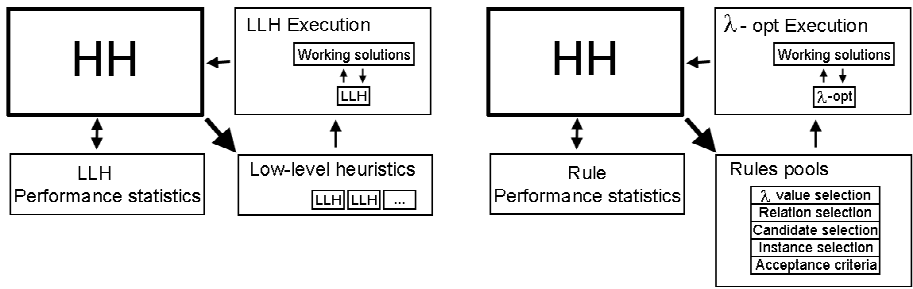 HH
LLH Execution
Working solutions
LLH
LLH
Performance statistics
Low-level heuristics
LLH LLH ...
HH
λ - opt Execution
Working solutions
λ-opt
Rule
Performance statistics
Rules pools
λ value selection
Relation selection
Candidate selection
Instance selection
Acceptance criteria